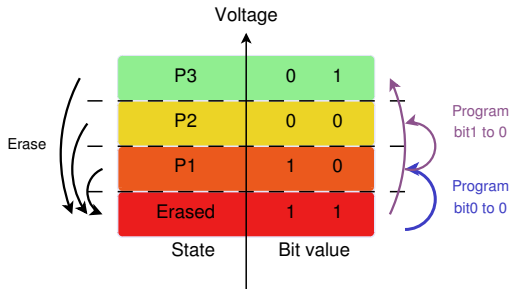 Voltage
P3 0 1
P2 0 0
P1 1 0
Erased 1 1
State Bit value
Erase
Program
bit1 to 0
Program
bit0 to 0